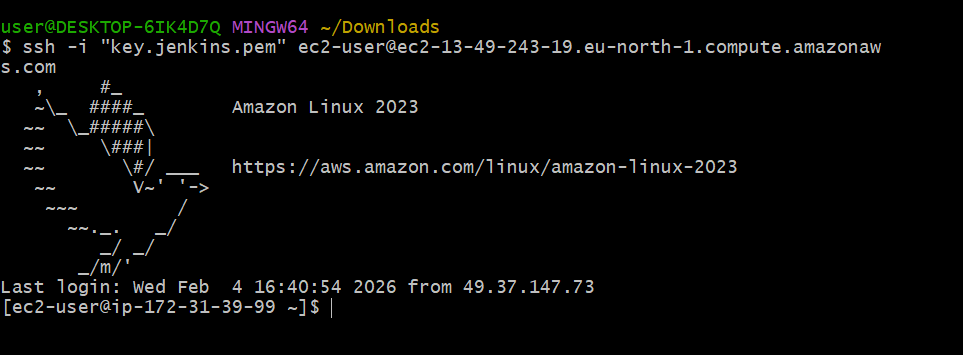 user@DESKTOP-6IK4D7Q MINGW64 ~/Downloads
$ ssh -i "key.jenkins.pem" ec2-user@ec2-13-49-243-19.eu-north-1.compute.amazonaw
s.com
   ,     #_
   ~\_  ####_        Amazon Linux 2023
  ~~  \_#####\
  ~~     \###|
  ~~       \#/ ___   https://aws.amazon.com/linux/amazon-linux-2023
   ~~       V~' '->
    ~~~         /
      ~~._.   _/
         _/ _/
       _/m/'
Last login: Wed Feb  4 16:40:54 2026 from 49.37.147.73
[ec2-user@ip-172-31-39-99 ~]$